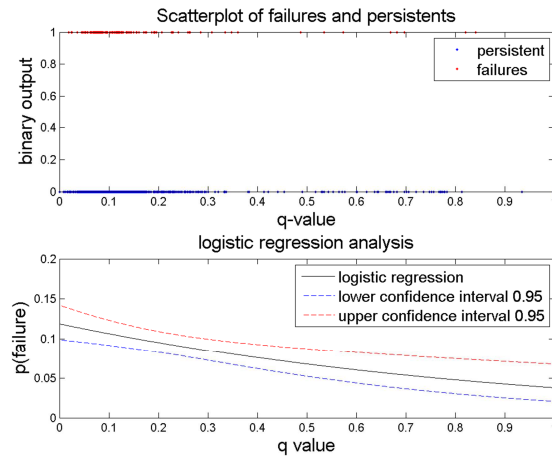 Scatterplot of failures and persistents
1
0.8
0.6
0.4
0.2
0
binary output
persistent
failures
0 0.1 0.2 0.3 0.4 0.5 0.6 0.7 0.8 0.9
q-value
logistic regression analysis
0.2
0.15
0.1
0.05
0
p(failure)
logistic regression
lower confidence interval 0.95
upper confidence interval 0.95
0 0.1 0.2 0.3 0.4 0.5 0.6 0.7 0.8 0.9
q value